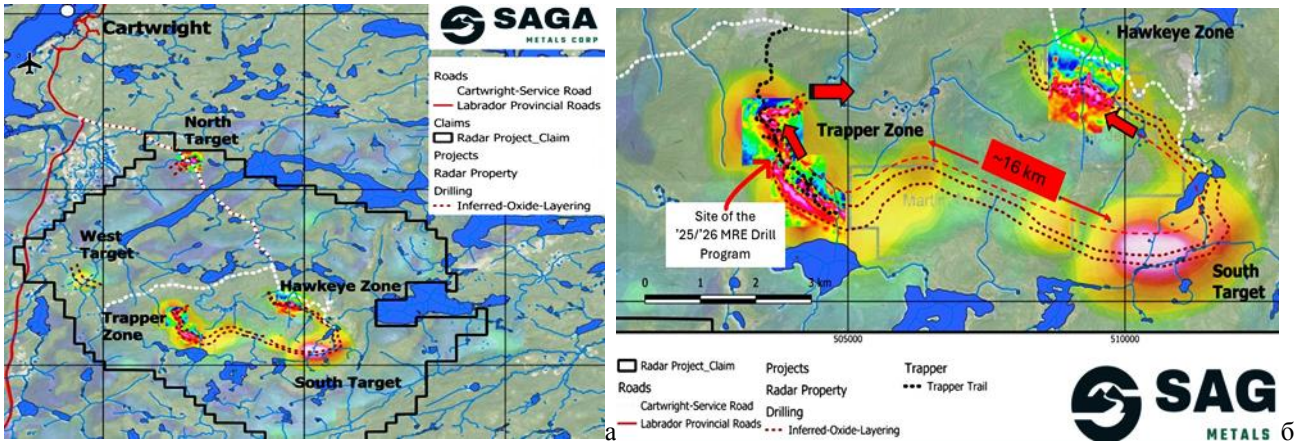 Cartwright
SAGA
METALS CORP
Roads
Cartwright-Service Road
Labrador Provincial Roads
Claims
Radar Project_Claim
Projects
Radar Property
Drilling
Inferred-Oxide-Layering
North
Target
West
Target
Hawkeye Zone
Trapper
Zone
South Target
а
Hawkeye Zone
Trapper Zone
~16 km
Martin
Site of the
'25/'26 MRE Drill
Program
South
Target
0 1 2 3 km
505000 510000
Radar Project_Claim
Roads
Cartwright-Service Road
Labrador Provincial Roads
Projects
Radar Property
Drilling
Inferred-Oxide-Layering
Trapper
Trapper Trail
SAG
METALS
б